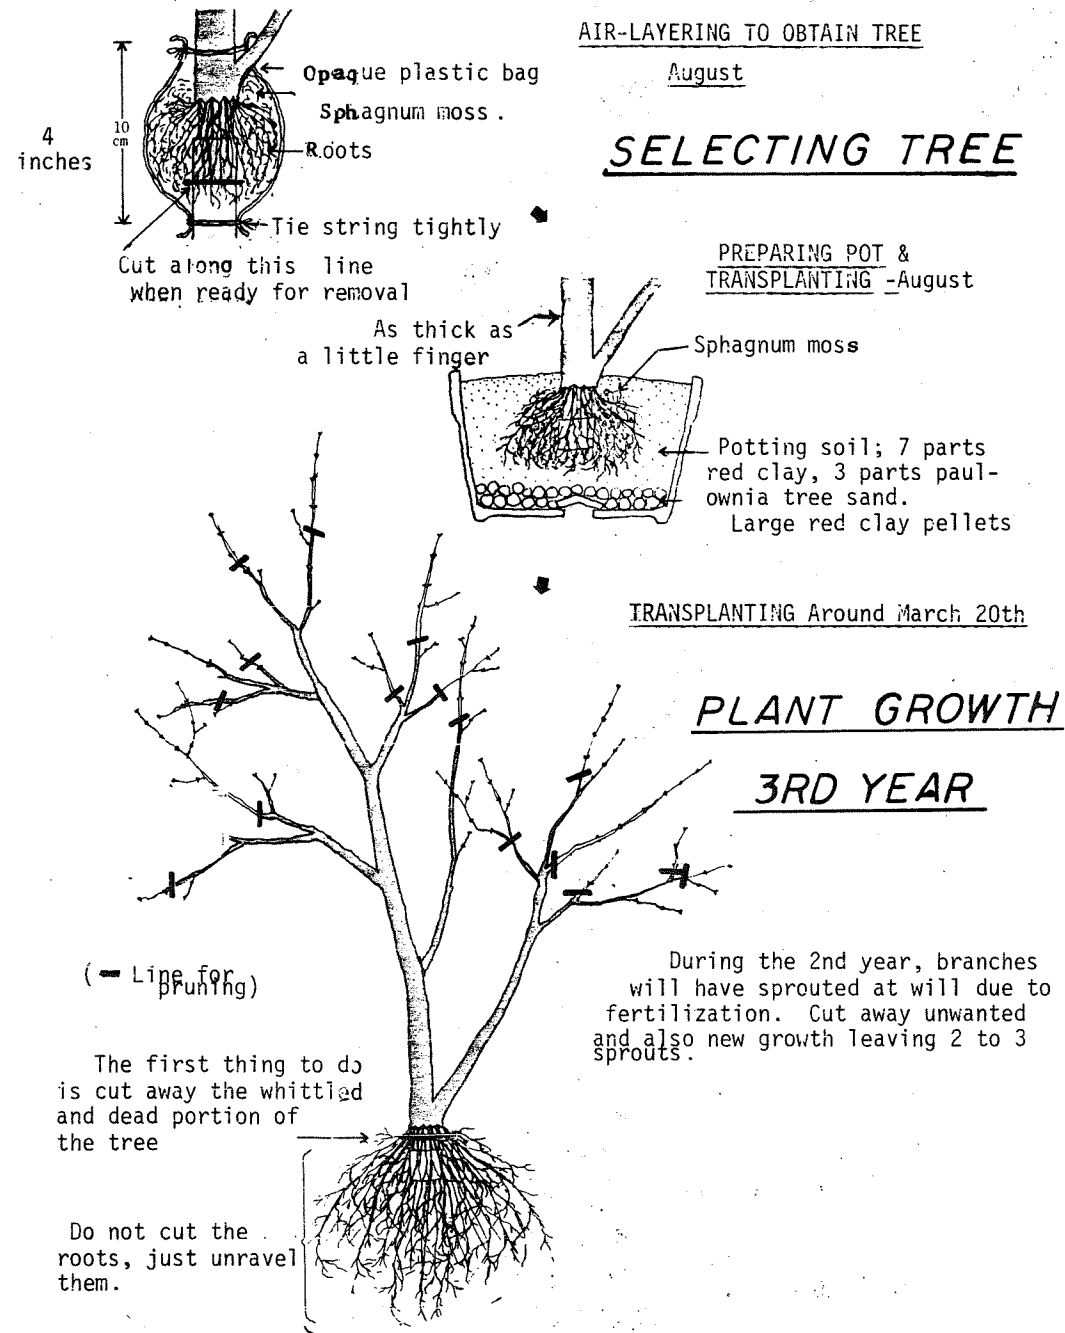 AIR-LAYERING TO OBTAIN TREE
August
SELECTING TREE
Opaque plastic bag
Sphagnum moss.
Roots
4
inches
10
cm
Tie string tightly
Cut along this line
when ready for removal
PREPARING POT &
TRANSPLANTING -August
As thick as
a little finger
Sphagnum moss
Potting soil; 7 parts
red clay, 3 parts paul-
ownia tree sand.
Large red clay pellets
TRANSPLANTING Around March 20th
PLANT GROWTH
3RD YEAR
(– Line for
pruning)
During the 2nd year, branches
will have sprouted at will due to
fertilization. Cut away unwanted
and also new growth leaving 2 to 3
sprouts.
The first thing to do
is cut away the whittled
and dead portion of
the tree
Do not cut the
roots, just unravel
them.